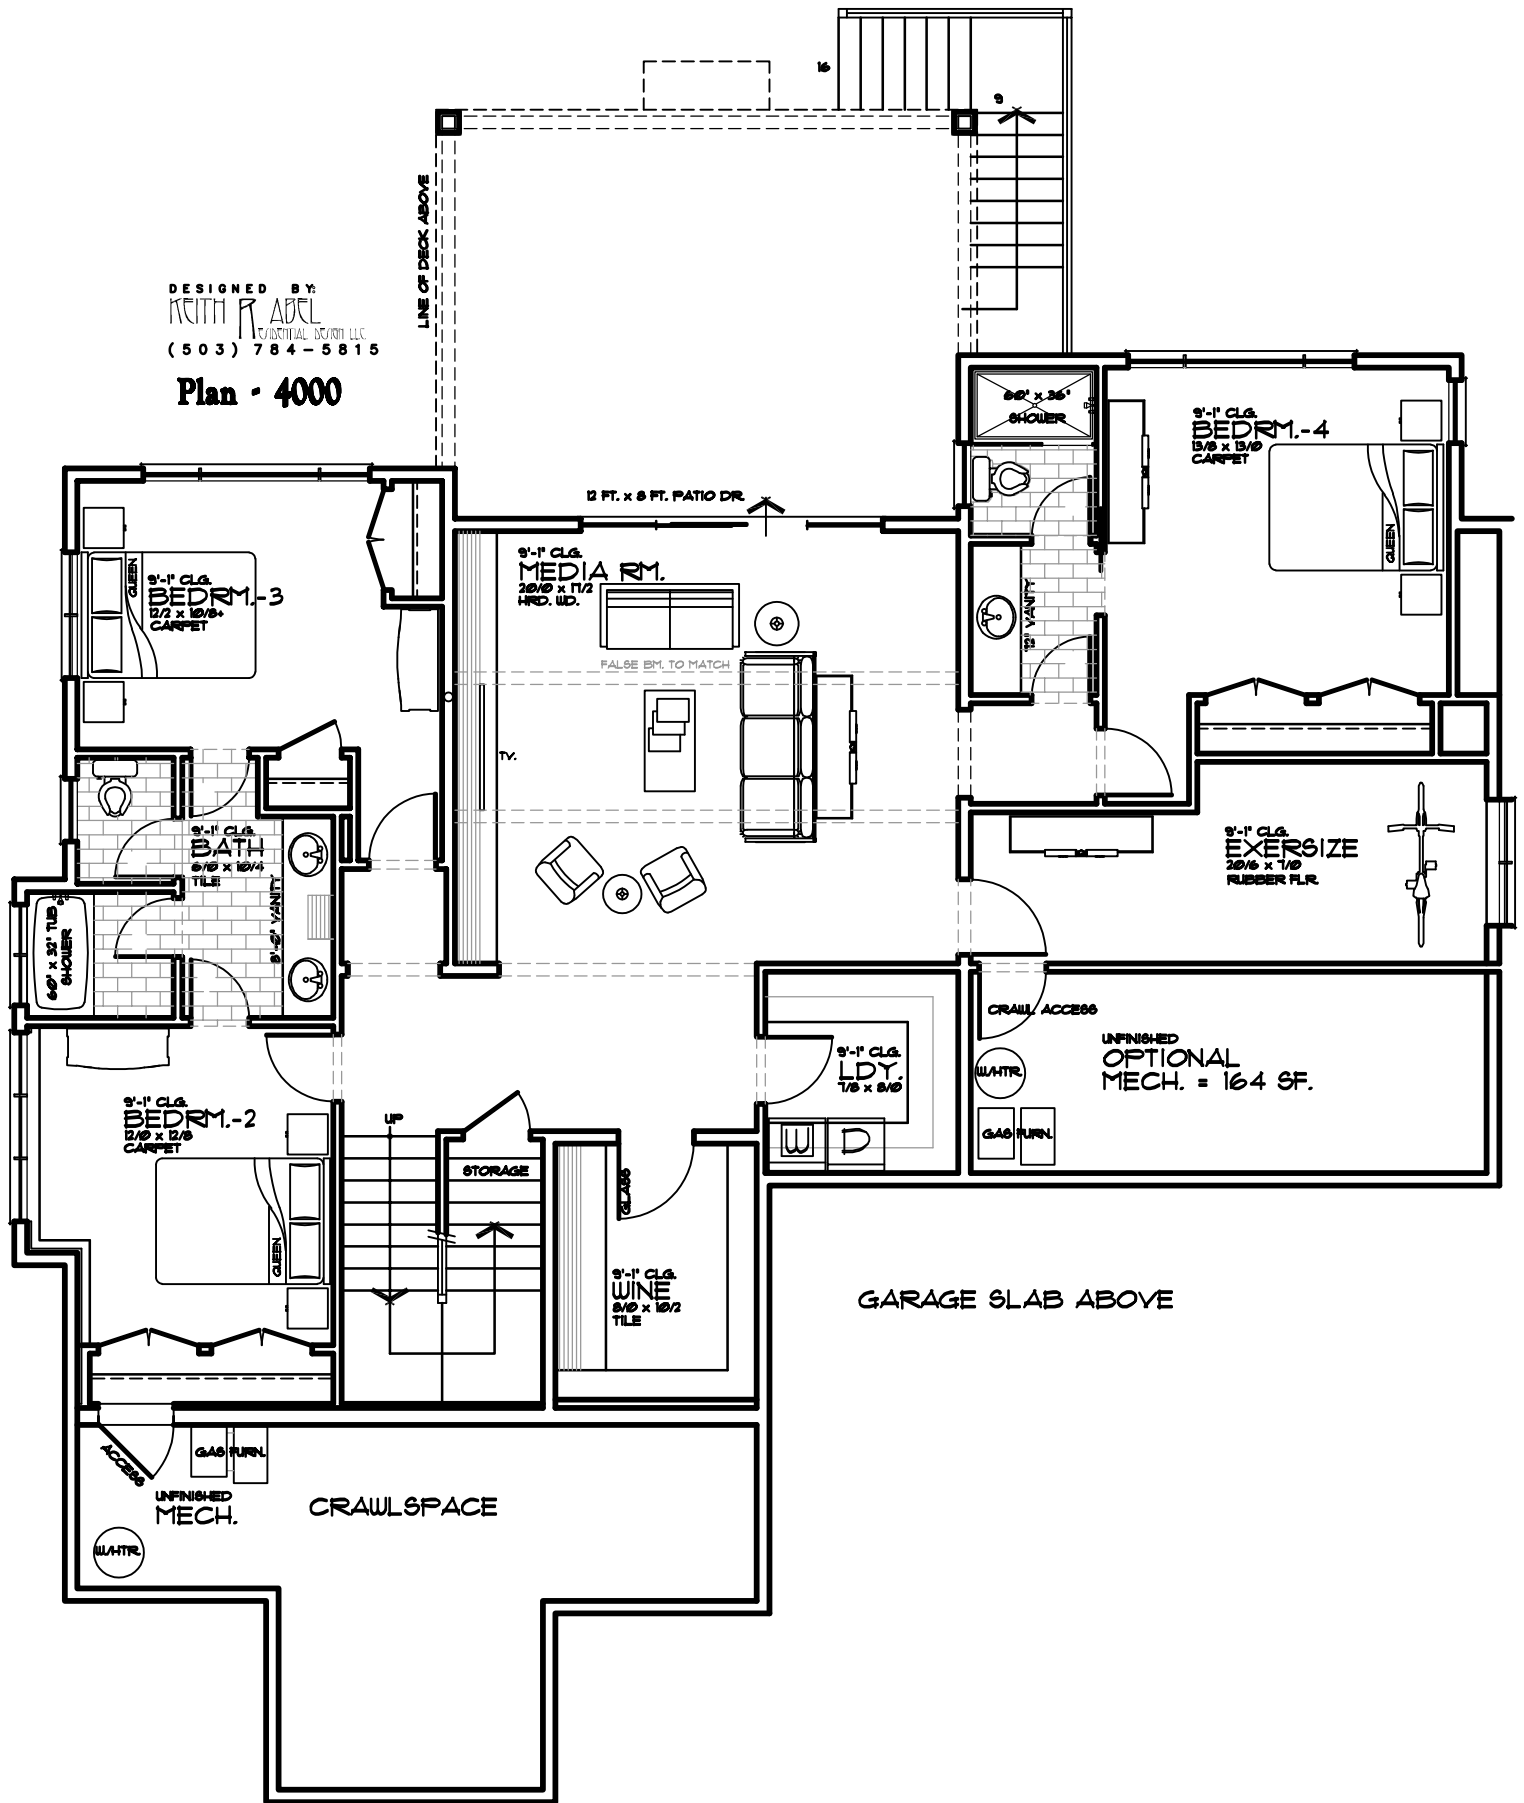 16
9
LINE OF DECK ABOVE
DESIGNED BY:
KEITH R ABEL
RESIDENTIAL DESIGN LLC.
(503) 784-5815
Plan - 4000
60" x 36"
SHOWER
9'-1" CLG.
BEDRM.-4
13/8 x 13/0
CARPET
QUEEN
12 FT. x 8 FT. PATIO DR.
9'-1" CLG.
MEDIA RM.
20/0 x 17/2
HRD. WD.
FALSE BM. TO MATCH
TV.
QUEEN
9'-1" CLG.
BEDRM.-3
12/2 x 10/8+
CARPET
VANITY
9'-1" CLG.
BATH
6/0 x 10/4
TILE
8'-0" VANITY
60" x 32" TUB
SHOWER
9'-1" CLG.
EXERSIZE
20/6 x 7/0
RUBBER FLR.
CRAWL ACCESS
UNFINISHED
OPTIONAL
MECH. = 164 SF.
W/HTR.
GAS FURN.
9'-1" CLG.
LDY.
7/8 x 8/0
W
D
9'-1" CLG.
BEDRM.-2
12/0 x 12/8
CARPET
QUEEN
UP
STORAGE
GLASS
9'-1" CLG.
WINE
8/0 x 10/2
TILE
GARAGE SLAB ABOVE
ACCESS
GAS FURN.
UNFINISHED
MECH.
W/HTR.
CRAWLSPACE